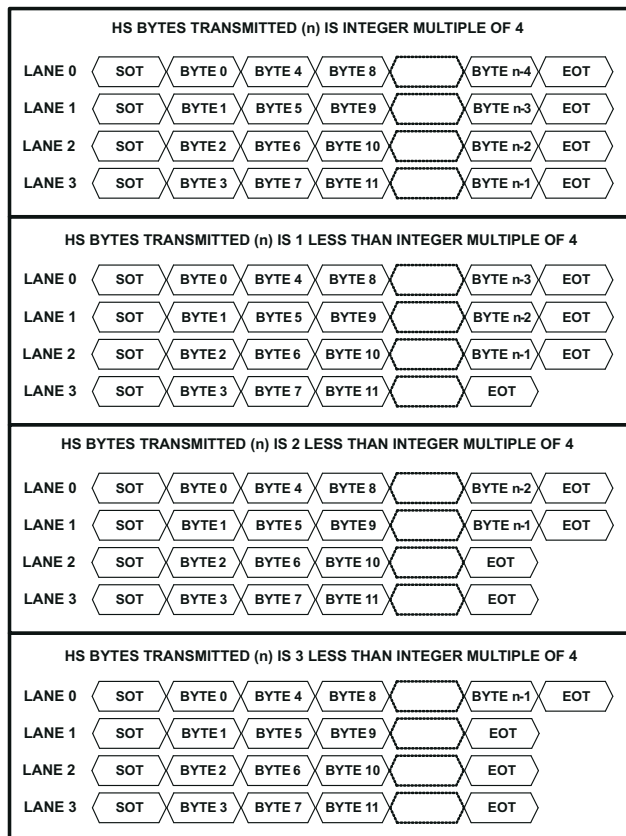 HS BYTES TRANSMITTED (n) IS INTEGER MULTIPLE OF 4
LANE 0 SOT BYTE 0 BYTE 4 BYTE 8 BYTE n-4 EOT
LANE 1 SOT BYTE 1 BYTE 5 BYTE 9 BYTE n-3 EOT
LANE 2 SOT BYTE 2 BYTE 6 BYTE 10 BYTE n-2 EOT
LANE 3 SOT BYTE 3 BYTE 7 BYTE 11 BYTE n-1 EOT
HS BYTES TRANSMITTED (n) IS 1 LESS THAN INTEGER MULTIPLE OF 4
LANE 0 SOT BYTE 0 BYTE 4 BYTE 8 BYTE n-3 EOT
LANE 1 SOT BYTE 1 BYTE 5 BYTE 9 BYTE n-2 EOT
LANE 2 SOT BYTE 2 BYTE 6 BYTE 10 BYTE n-1 EOT
LANE 3 SOT BYTE 3 BYTE 7 BYTE 11 EOT
HS BYTES TRANSMITTED (n) IS 2 LESS THAN INTEGER MULTIPLE OF 4
LANE 0 SOT BYTE 0 BYTE 4 BYTE 8 BYTE n-2 EOT
LANE 1 SOT BYTE 1 BYTE 5 BYTE 9 BYTE n-1 EOT
LANE 2 SOT BYTE 2 BYTE 6 BYTE 10 EOT
LANE 3 SOT BYTE 3 BYTE 7 BYTE 11 EOT
HS BYTES TRANSMITTED (n) IS 3 LESS THAN INTEGER MULTIPLE OF 4
LANE 0 SOT BYTE 0 BYTE 4 BYTE 8 BYTE n-1 EOT
LANE 1 SOT BYTE 1 BYTE 5 BYTE 9 EOT
LANE 2 SOT BYTE 2 BYTE 6 BYTE 10 EOT
LANE 3 SOT BYTE 3 BYTE 7 BYTE 11 EOT